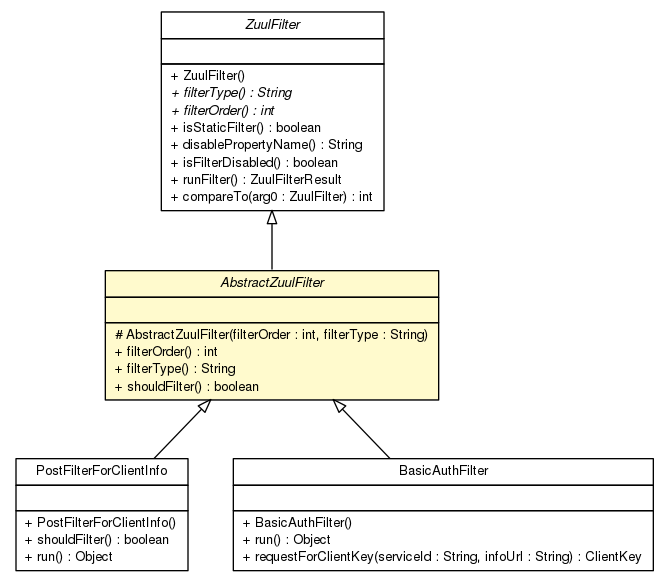 ZuulFilter
+ ZuulFilter()
+ filterType() : String
+ filterOrder() : int
+ isStaticFilter() : boolean
+ disablePropertyName() : String
+ isFilterDisabled() : boolean
+ runFilter() : ZuulFilterResult
+ compareTo(arg0 : ZuulFilter) : int
AbstractZuulFilter
# AbstractZuulFilter(filterOrder : int, filterType : String)
+ filterOrder() : int
+ filterType() : String
+ shouldFilter() : boolean
PostFilterForClientInfo
+ PostFilterForClientInfo()
+ shouldFilter() : boolean
+ run() : Object
BasicAuthFilter
+ BasicAuthFilter()
+ run() : Object
+ requestForClientKey(serviceId : String, infoUrl : String) : ClientKey